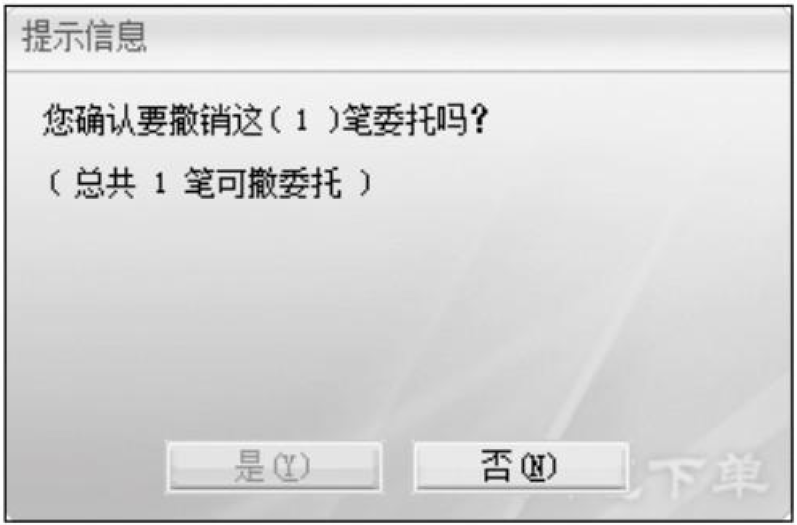 提示信息
您确认要撤销这( 1 )笔委托吗?
( 总共 1 笔可撤委托 )
是(Y)
否(N)
下单